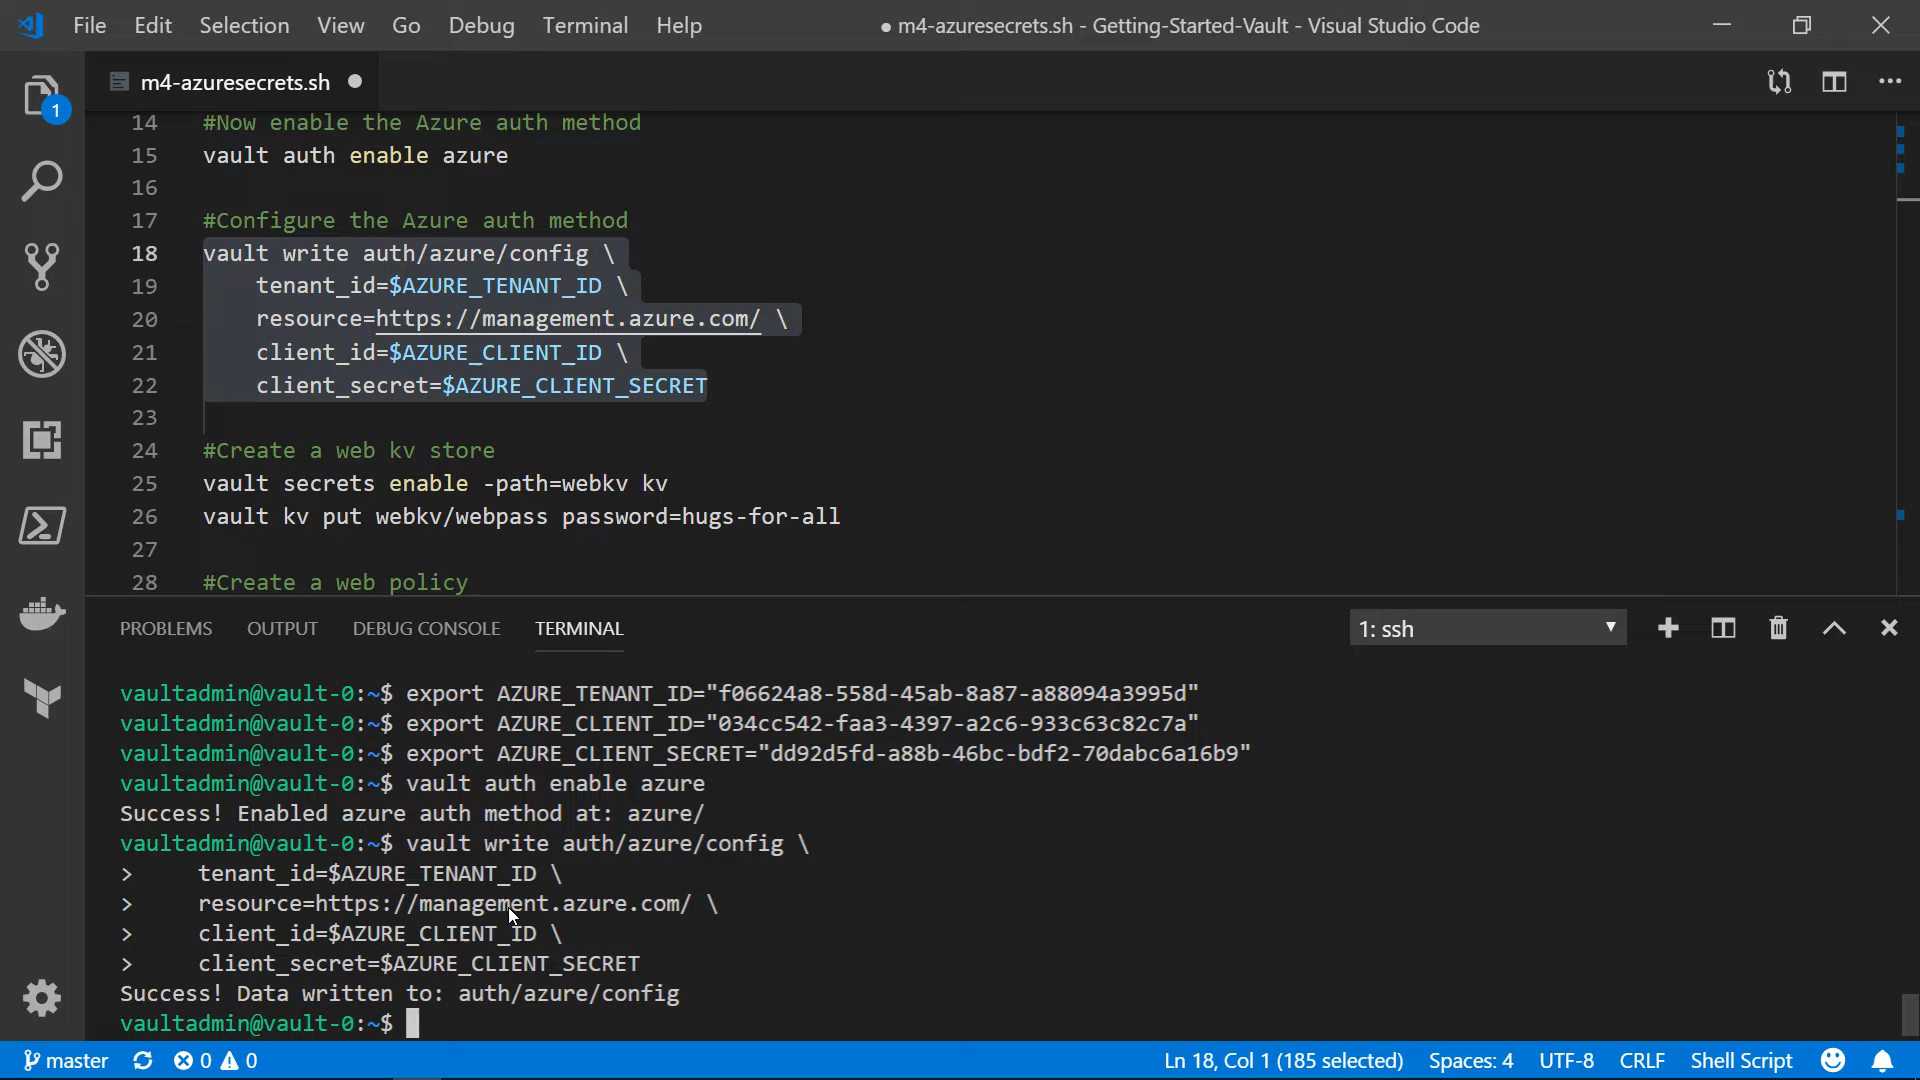 File Edit Selection View Go Debug Terminal Help
● m4-azuresecrets.sh - Getting-Started-Vault - Visual Studio Code
1
m4-azuresecrets.sh
14 #Now enable the Azure auth method
15 vault auth enable azure
16
17 #Configure the Azure auth method
18 vault write auth/azure/config \
19 tenant_id=$AZURE_TENANT_ID \
20 resource=https://management.azure.com/ \
21 client_id=$AZURE_CLIENT_ID \
22 client_secret=$AZURE_CLIENT_SECRET
23
24 #Create a web kv store
25 vault secrets enable -path=webkv kv
26 vault kv put webkv/webpass password=hugs-for-all
27
28 #Create a web policy
PROBLEMS OUTPUT DEBUG CONSOLE TERMINAL
1: ssh
vaultadmin@vault-0:~$ export AZURE_TENANT_ID="f06624a8-558d-45ab-8a87-a88094a3995d"
vaultadmin@vault-0:~$ export AZURE_CLIENT_ID="034cc542-faa3-4397-a2c6-933c63c82c7a"
vaultadmin@vault-0:~$ export AZURE_CLIENT_SECRET="dd92d5fd-a88b-46bc-bdf2-70dabc6a16b9"
vaultadmin@vault-0:~$ vault auth enable azure
Success! Enabled azure auth method at: azure/
vaultadmin@vault-0:~$ vault write auth/azure/config \
> tenant_id=$AZURE_TENANT_ID \
> resource=https://management.azure.com/ \
> client_id=$AZURE_CLIENT_ID \
> client_secret=$AZURE_CLIENT_SECRET
Success! Data written to: auth/azure/config
vaultadmin@vault-0:~$
master 0 0
Ln 18, Col 1 (185 selected) Spaces: 4 UTF-8 CRLF Shell Script